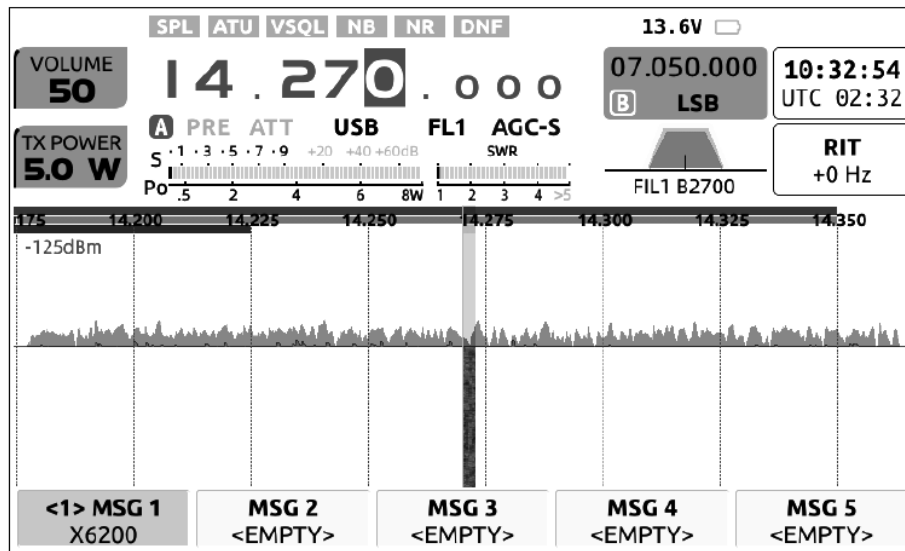 SPL ATU VSQL NB NR DNF 13.6V
VOLUME
50
14.270.000
07.050.000
B LSB
10:32:54
UTC 02:32
A PRE ATT USB FL1 AGC-S
TX POWER
5.0 W
S ·1 ·3 ·5 ·7 ·9 +20 +40 +60dB SWR
Po .5 2 4 6 8W 1 2 3 4 >5
FIL1 B2700
RIT
+0 Hz
175 14.200 14.225 14.250 14.275 14.300 14.325 14.350
-125dBm
<1> MSG 1
X6200
MSG 2
<EMPTY>
MSG 3
<EMPTY>
MSG 4
<EMPTY>
MSG 5
<EMPTY>